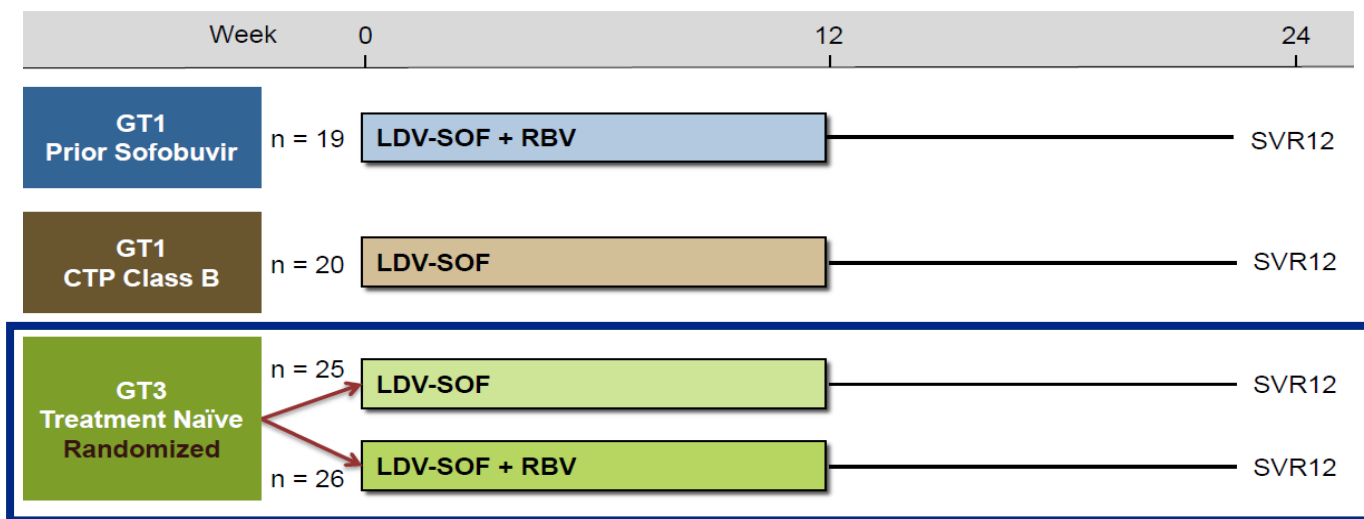 Week 0 12 24
GT1
Prior Sofobuvir
n = 19
LDV-SOF + RBV
SVR12
GT1
CTP Class B
n = 20
LDV-SOF
SVR12
GT3
Treatment Naïve
Randomized
n = 25
LDV-SOF
SVR12
n = 26
LDV-SOF + RBV
SVR12